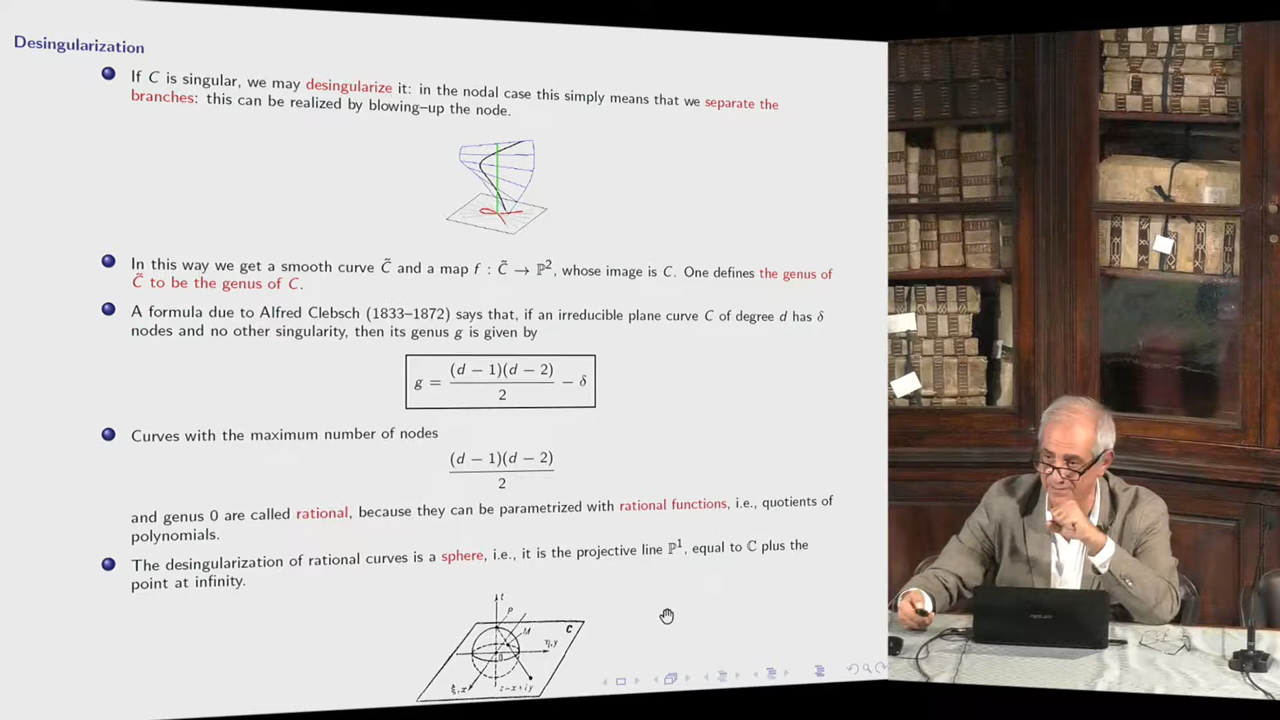 Desingularization
If C is singular, we may desingularize it: in the nodal case this simply means that we separate the
branches: this can be realized by blowing–up the node.
In this way we get a smooth curve C̃ and a map f : C̃ → ℙ², whose image is C. One defines the genus of
C̃ to be the genus of C.
A formula due to Alfred Clebsch (1833–1872) says that, if an irreducible plane curve C of degree d has δ
nodes and no other singularity, then its genus g is given by
g = (d − 1)(d − 2) / 2 − δ
Curves with the maximum number of nodes
(d − 1)(d − 2) / 2
and genus 0 are called rational, because they can be parametrized with rational functions, i.e., quotients of
polynomials.
The desingularization of rational curves is a sphere, i.e., it is the projective line ℙ¹, equal to ℂ plus the
point at infinity.
t
P
M
C
η,y
0
ξ,x
z=x+iy